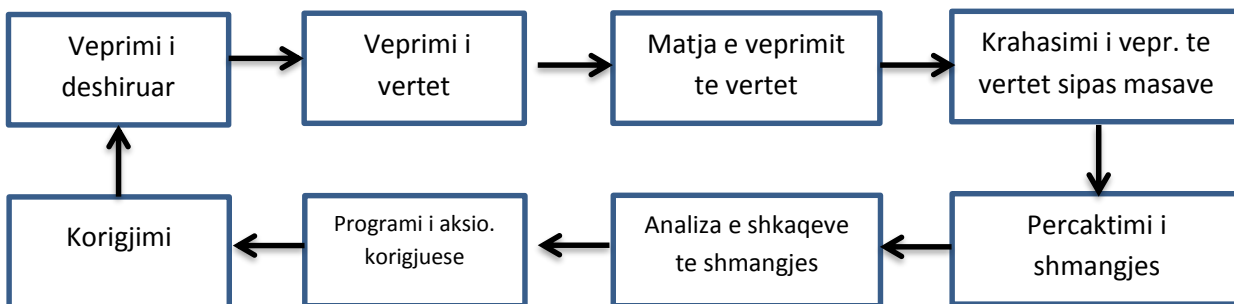 Veprimi i
deshiruar
Veprimi i
vertet
Matja e veprimit
te vertet
Krahasimi i vepr. te
vertet sipas masave
Percaktimi i
shmangjes
Analiza e shkaqeve
te shmangjes
Programi i aksio.
korigjuese
Korigjimi